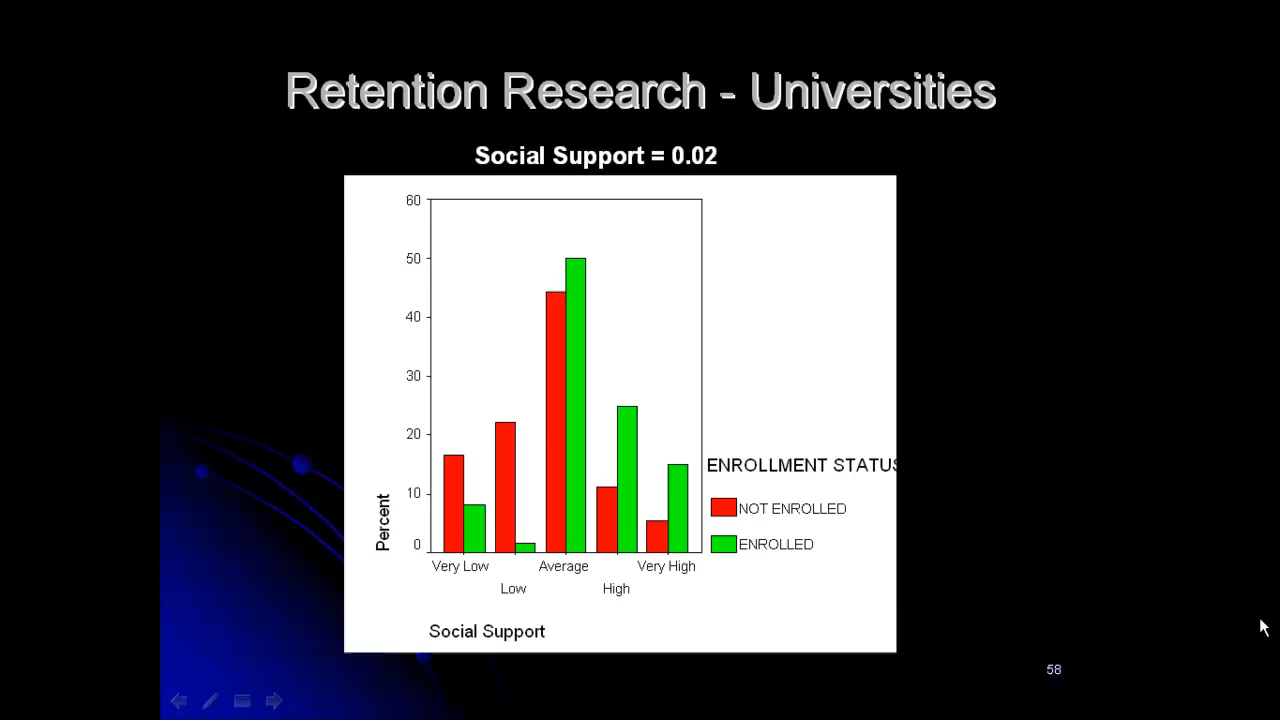 Retention Research - Universities
Social Support = 0.02
60
50
40
30
20
10
0
Percent
Very Low
Low
Average
High
Very High
Social Support
ENROLLMENT STATUS
NOT ENROLLED
ENROLLED
58